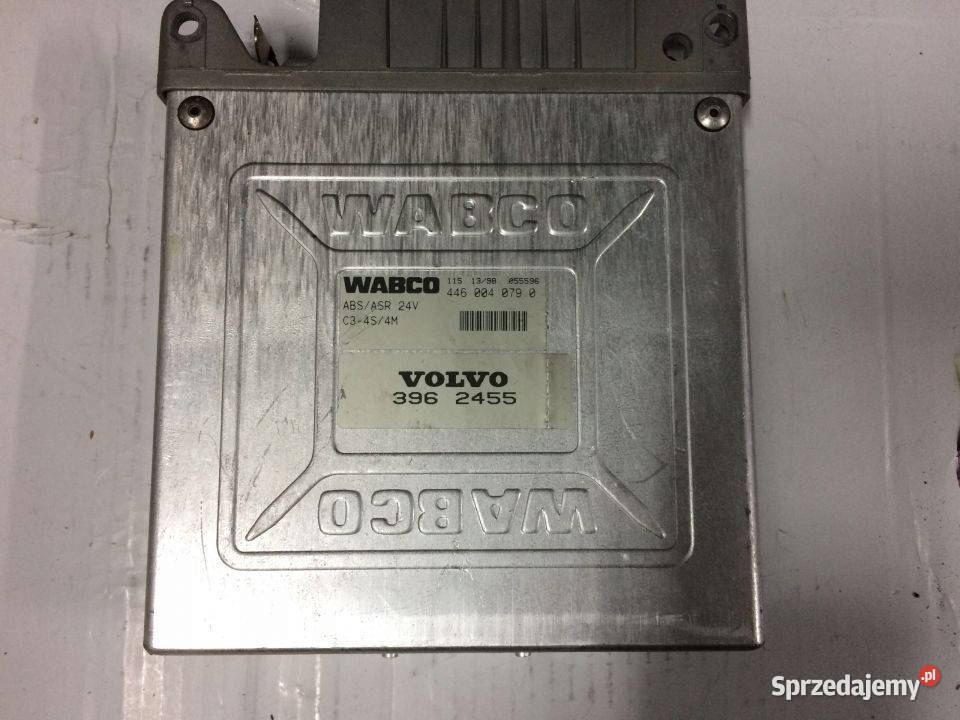 WABCO
WABCO 115 13/98 055596
446 004 079 0
ABS/ASR 24V
C3-4S/4M
VOLVO
396 2455
WABCO
Sprzedajemy.pl